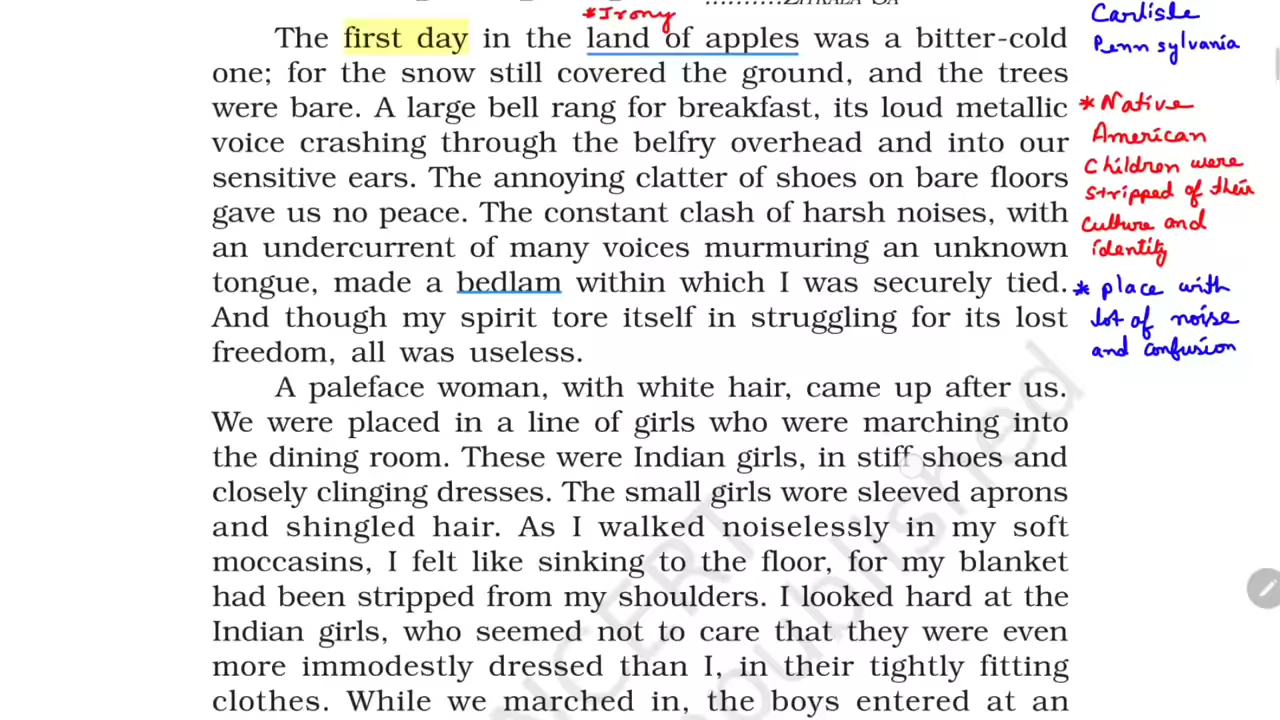 ..........ZITKALA-SA
*Irony
The first day in the land of apples was a bitter-cold
one; for the snow still covered the ground, and the trees
were bare. A large bell rang for breakfast, its loud metallic
voice crashing through the belfry overhead and into our
sensitive ears. The annoying clatter of shoes on bare floors
gave us no peace. The constant clash of harsh noises, with
an undercurrent of many voices murmuring an unknown
tongue, made a bedlam within which I was securely tied.
And though my spirit tore itself in struggling for its lost
freedom, all was useless.
A paleface woman, with white hair, came up after us.
We were placed in a line of girls who were marching into
the dining room. These were Indian girls, in stiff shoes and
closely clinging dresses. The small girls wore sleeved aprons
and shingled hair. As I walked noiselessly in my soft
moccasins, I felt like sinking to the floor, for my blanket
had been stripped from my shoulders. I looked hard at the
Indian girls, who seemed not to care that they were even
more immodestly dressed than I, in their tightly fitting
clothes. While we marched in, the boys entered at an
Carlisle
Pennsylvania
*Native
American
Children were
stripped of their
culture and
identity
* place with
lot of noise
and confusion
NCERT
published